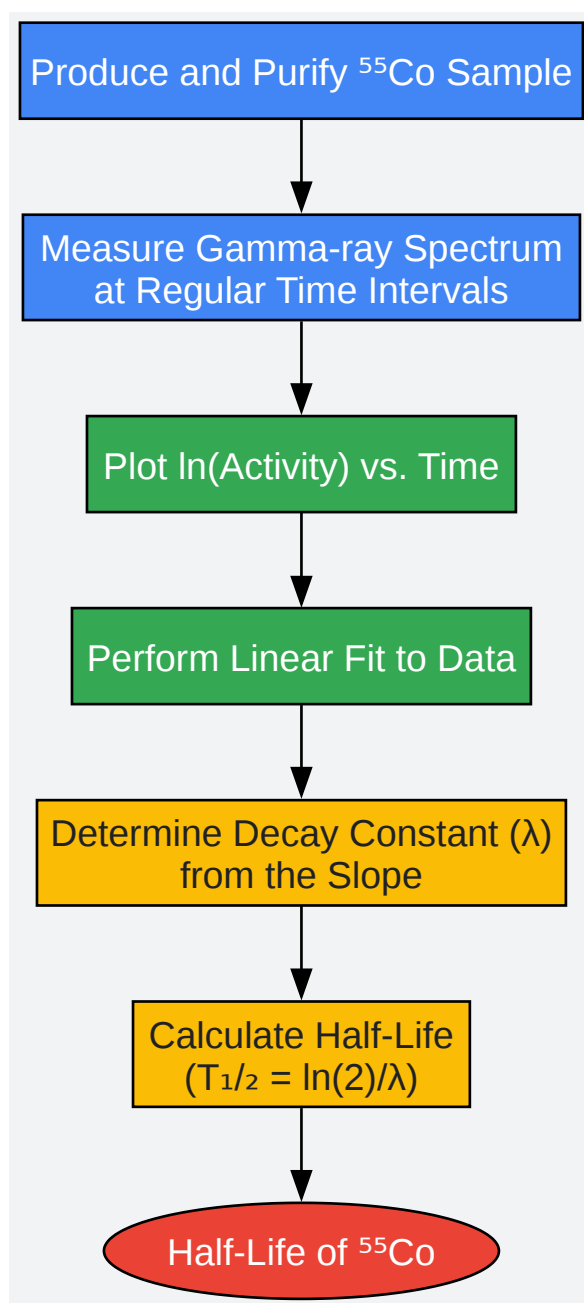 Produce and Purify ⁵⁵Co Sample
Measure Gamma-ray Spectrum
at Regular Time Intervals
Plot ln(Activity) vs. Time
Perform Linear Fit to Data
Determine Decay Constant (λ)
from the Slope
Calculate Half-Life
(T₁/₂ = ln(2)/λ)
Half-Life of ⁵⁵Co